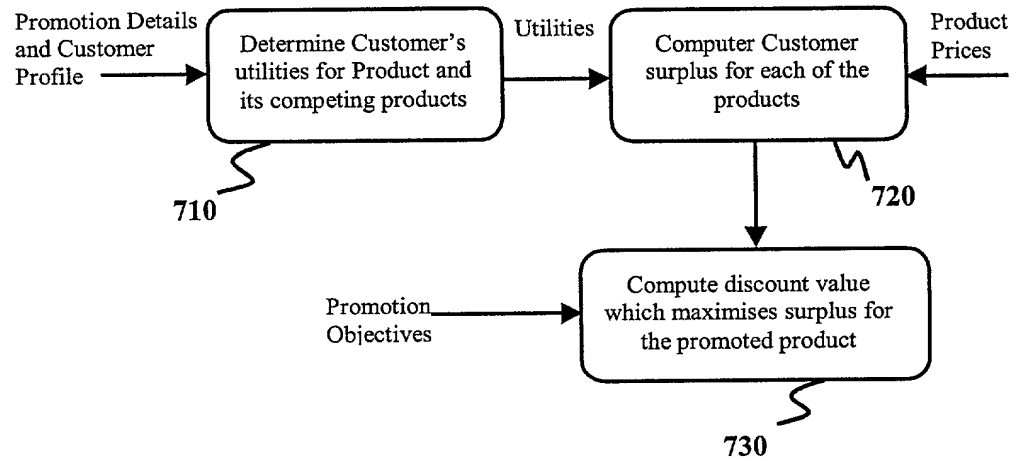 Promotion Details
and Customer
Profile
Determine Customer's
utilities for Product and
its competing products
710
Utilities
Computer Customer
surplus for each of the
products
720
Product
Prices
Promotion
Objectives
Compute discount value
which maximises surplus for
the promoted product
730